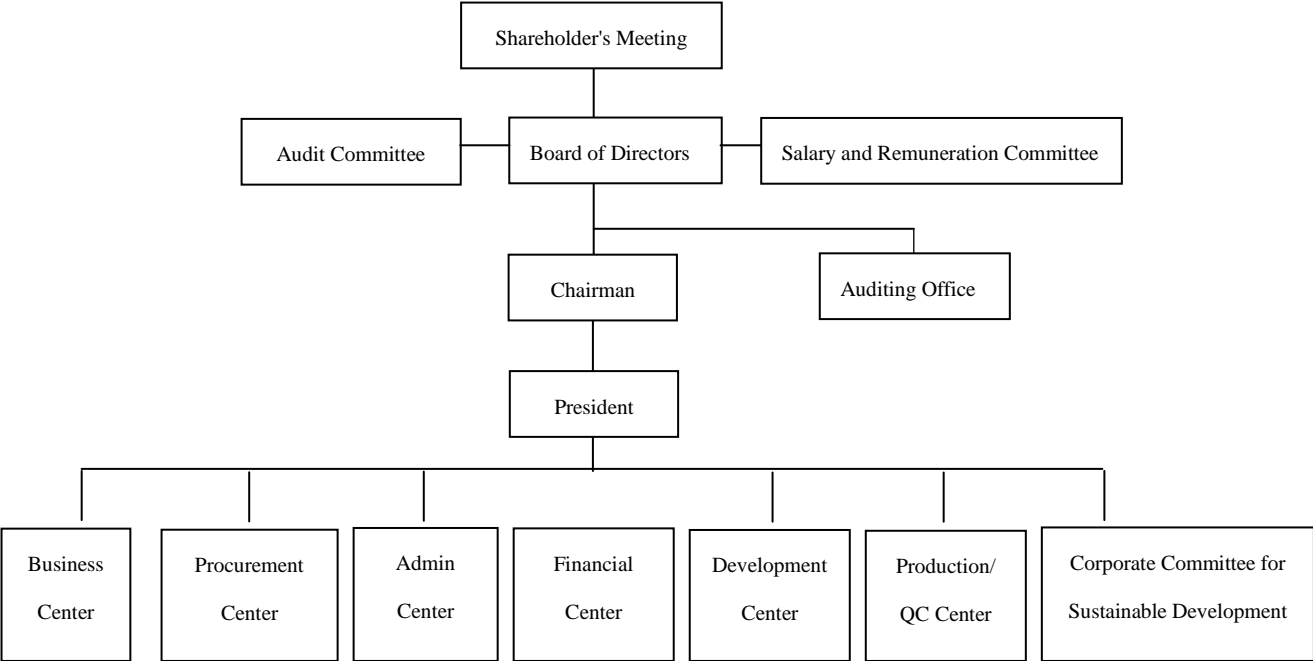 Shareholder's Meeting
Audit Committee
Board of Directors
Salary and Remuneration Committee
Chairman
Auditing Office
President
Business
Center
Procurement
Center
Admin
Center
Financial
Center
Development
Center
Production/
QC Center
Corporate Committee for
Sustainable Development